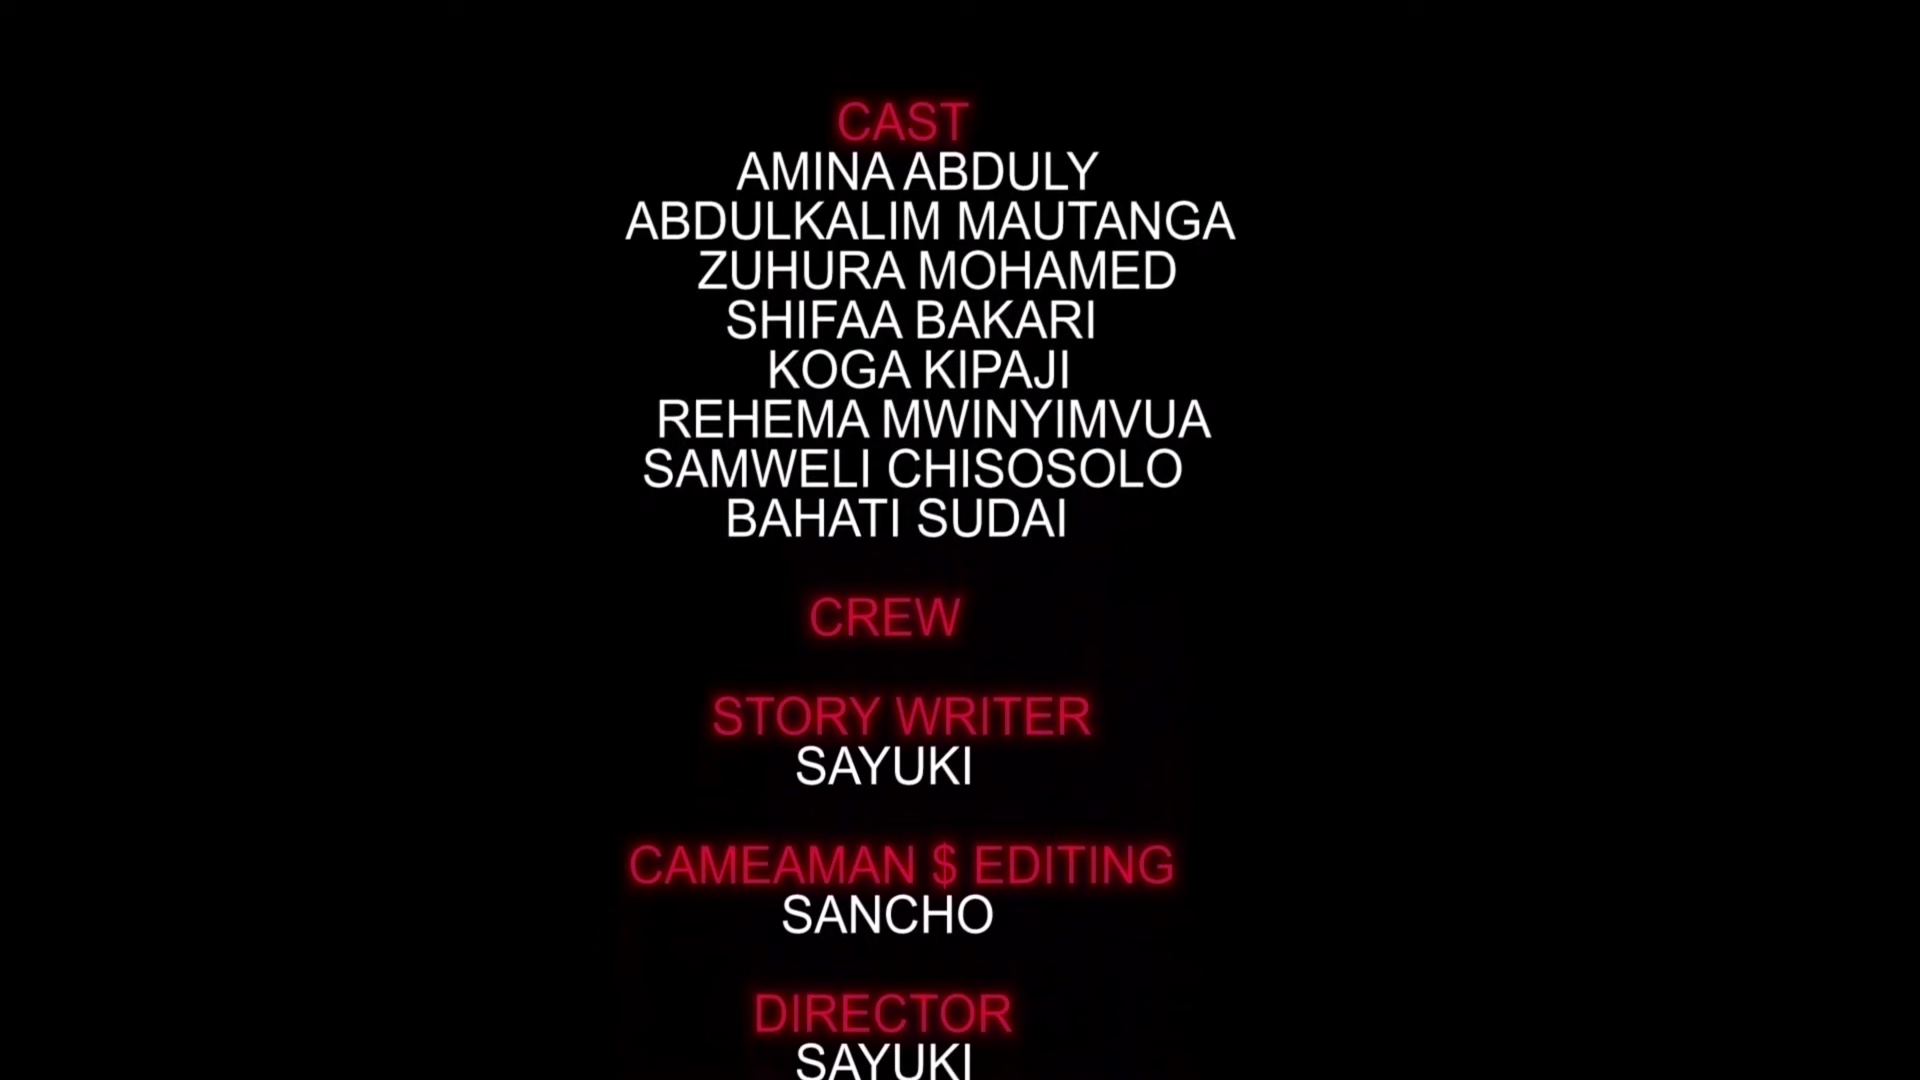 CAST
AMINA ABDULY
ABDULKALIM MAUTANGA
ZUHURA MOHAMED
SHIFAA BAKARI
KOGA KIPAJI
REHEMA MWINYIMVUA
SAMWELI CHISOSOLO
BAHATI SUDAI
CREW
STORY WRITER
SAYUKI
CAMEAMAN $ EDITING
SANCHO
DIRECTOR
SAYUKI